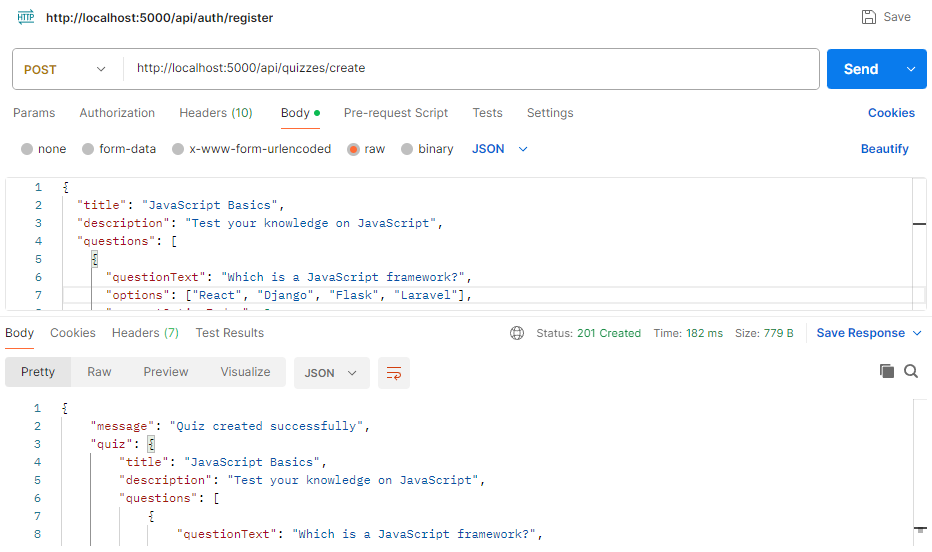 HTTP http://localhost:5000/api/auth/register Save
POST http://localhost:5000/api/quizzes/create Send
Params Authorization Headers (10) Body Pre-request Script Tests Settings Cookies
none form-data x-www-form-urlencoded raw binary JSON Beautify
1 {
2 "title": "JavaScript Basics",
3 "description": "Test your knowledge on JavaScript",
4 "questions": [
5 {
6 "questionText": "Which is a JavaScript framework?",
7 "options": ["React", "Django", "Flask", "Laravel"],
Body Cookies Headers (7) Test Results Status: 201 Created Time: 182 ms Size: 779 B Save Response
Pretty Raw Preview Visualize JSON
1 {
2 "message": "Quiz created successfully",
3 "quiz": {
4 "title": "JavaScript Basics",
5 "description": "Test your knowledge on JavaScript",
6 "questions": [
7 {
8 "questionText": "Which is a JavaScript framework?",